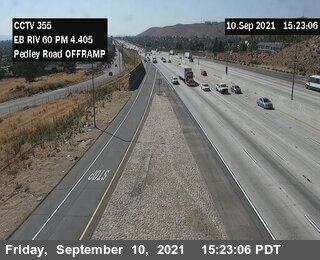 CCTV 355
EB RIV 60 PM 4.405
Pedley Road OFFRAMP
10.Sep 2021 15:23:06
STOP
Friday, September 10, 2021 15:23:06 PDT